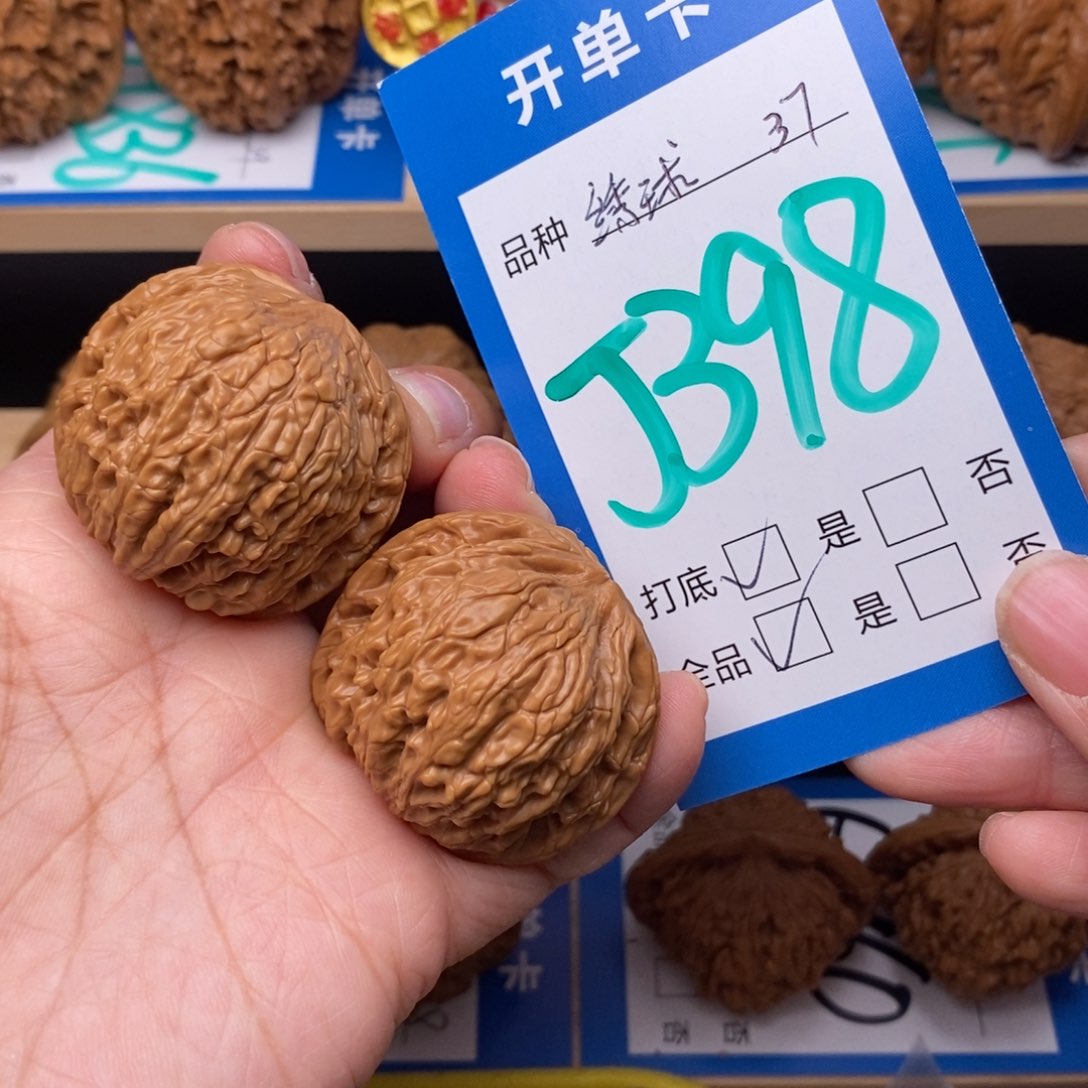 开单卡
品种 绣球 37
J398
打底 是 否
全品 是 否